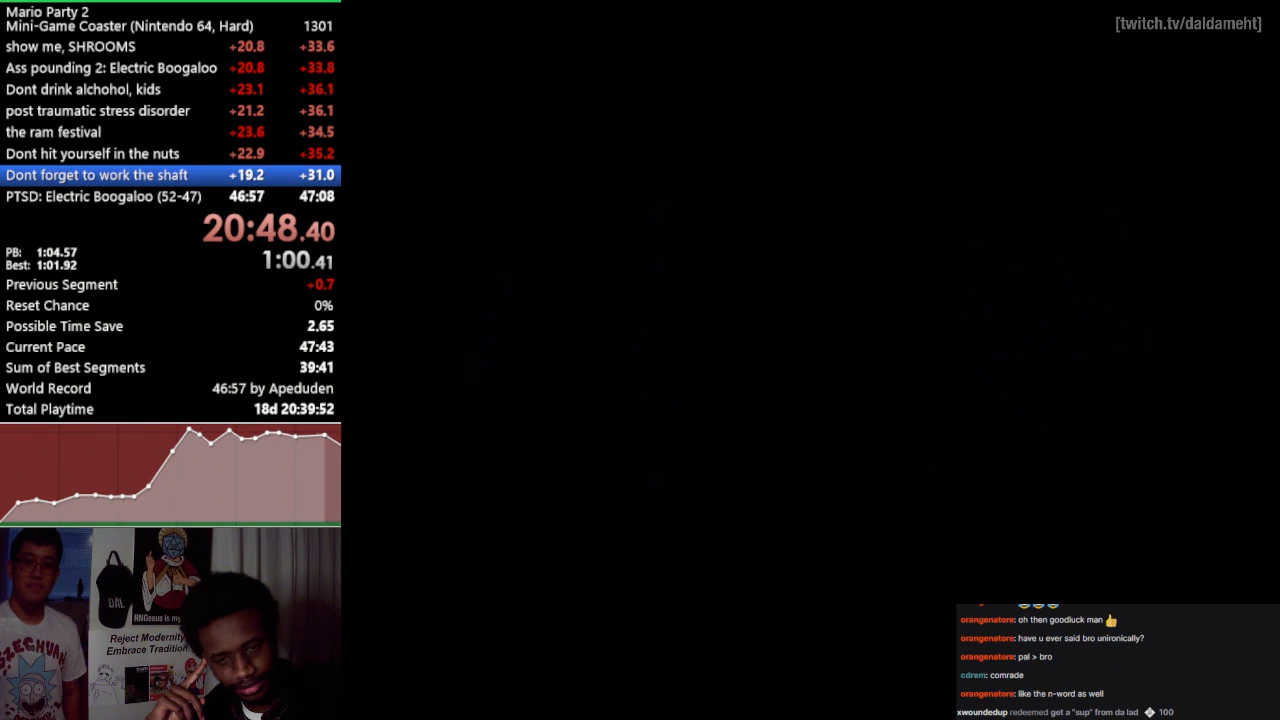 Mario Party 2
Mini-Game Coaster (Nintendo 64, Hard) 1301
show me, SHROOMS +20.8 +33.6
Ass pounding 2: Electric Boogaloo +20.8 +33.8
Dont drink alchohol, kids +23.1 +36.1
post traumatic stress disorder +21.2 +36.1
the ram festival +23.6 +34.5
Dont hit yourself in the nuts +22.9 +35.2
Dont forget to work the shaft +19.2 +31.0
PTSD: Electric Boogaloo (52-47) 46:57 47:08
20:48.40
PB: 1:04.57
Best: 1:01.92
1:00.41
Previous Segment +0.7
Reset Chance 0%
Possible Time Save 2.65
Current Pace 47:43
Sum of Best Segments 39:41
World Record 46:57 by Apeduden
Total Playtime 18d 20:39:52
DAL
RNGesus is my
Reject Modernity
Embrace Tradition
SZECHUAN
[twitch.tv/daldameht]
orangenatore: oh then goodluck man 👍
orangenatore: have u ever said bro unironically?
orangenatore: pal > bro
cdrem: comrade
orangenatore: like the n-word as well
xwoundedup redeemed get a "sup" from da lad 100